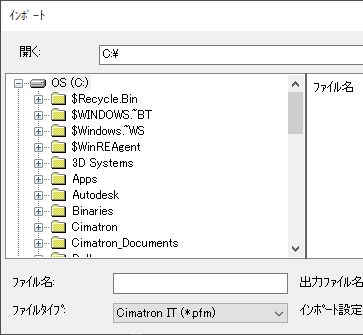 インポート
開く:
C:¥
OS (C:)
ファイル名
$Recycle.Bin
$WINDOWS.~BT
$Windows.~WS
$WinREAgent
3D Systems
Apps
Autodesk
Binaries
Cimatron
Cimatron_Documents
ファイル名:
出力ファイル名
ファイルタイプ:
Cimatron IT (*.pfm)
インポート設定